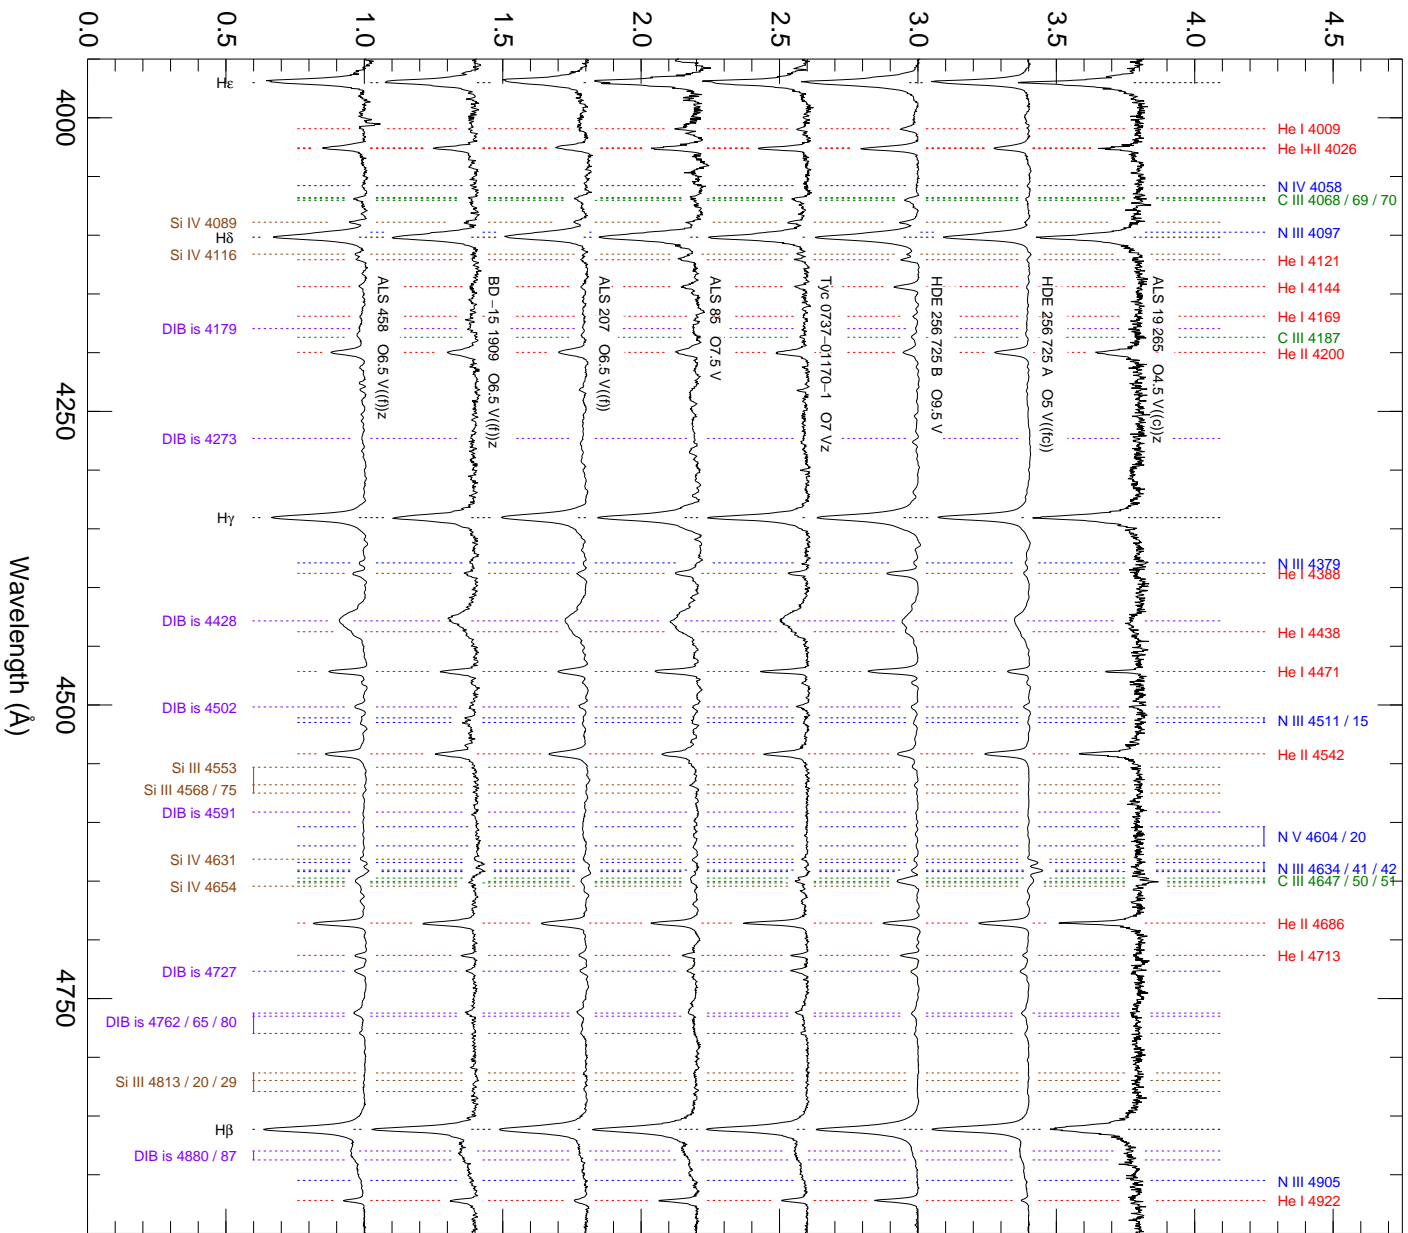 0.0
0.5
1.0
1.5
2.0
2.5
3.0
3.5
4.0
4.5
4000
4250
4500
4750
Wavelength (Å)
Hε
Si IV 4089
Hδ
Si IV 4116
DIB is 4179
DIB is 4273
Hγ
DIB is 4428
DIB is 4502
Si III 4553
Si III 4568 / 75
DIB is 4591
Si IV 4631
Si IV 4654
DIB is 4727
DIB is 4762 / 65 / 80
Si III 4813 / 20 / 29
Hβ
DIB is 4880 / 87
ALS 458 O6.5 V((f))z
BD −15 1909 O6.5 V((f))z
ALS 207 O6.5 V((f))
ALS 85 O7.5 V
Tyc 0737−01170−1 O7 Vz
HDE 256 725 B O9.5 V
HDE 256 725 A O5 V((fc))
ALS 19 265 O4.5 V((c))z
He I 4009
He I+II 4026
N IV 4058
C III 4068 / 69 / 70
N III 4097
He I 4121
He I 4144
He I 4169
C III 4187
He II 4200
N III 4379
He I 4388
He I 4438
He I 4471
N III 4511 / 15
He II 4542
N V 4604 / 20
N III 4634 / 41 / 42
C III 4647 / 50 / 51
He II 4686
He I 4713
N III 4905
He I 4922